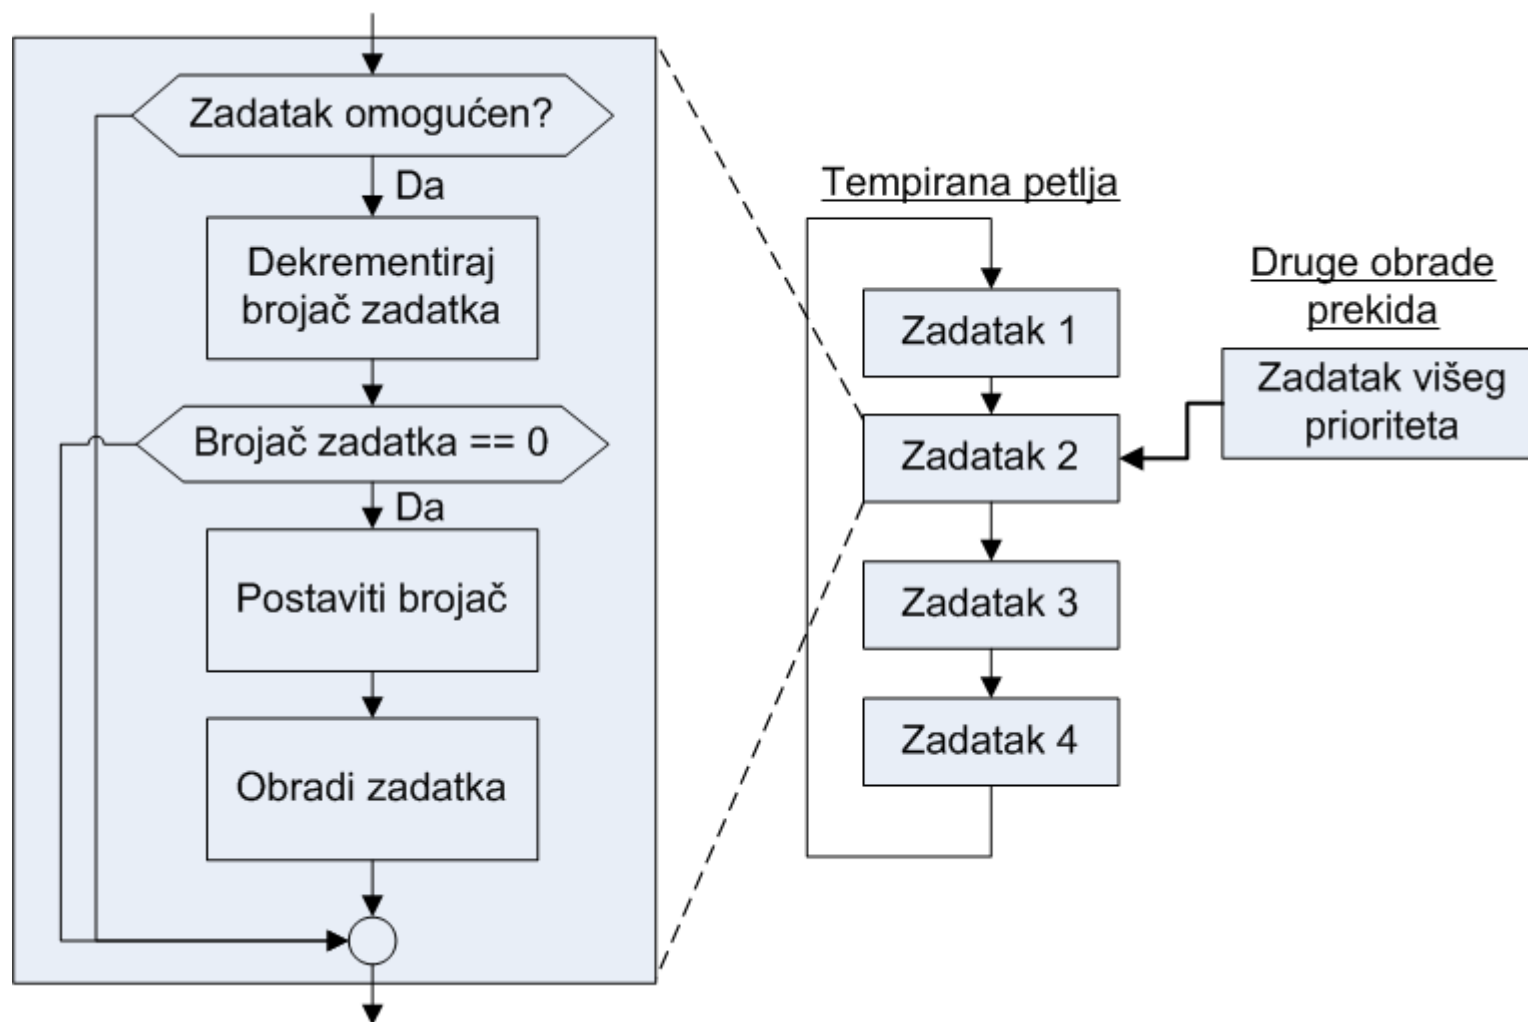 Zadatak omogućen?
Da
Dekrementiraj
brojač zadatka
Brojač zadatka == 0
Da
Postaviti brojač
Obradi zadatka
Tempirana petlja
Zadatak 1
Zadatak 2
Zadatak 3
Zadatak 4
Druge obrade
prekida
Zadatak višeg
prioriteta